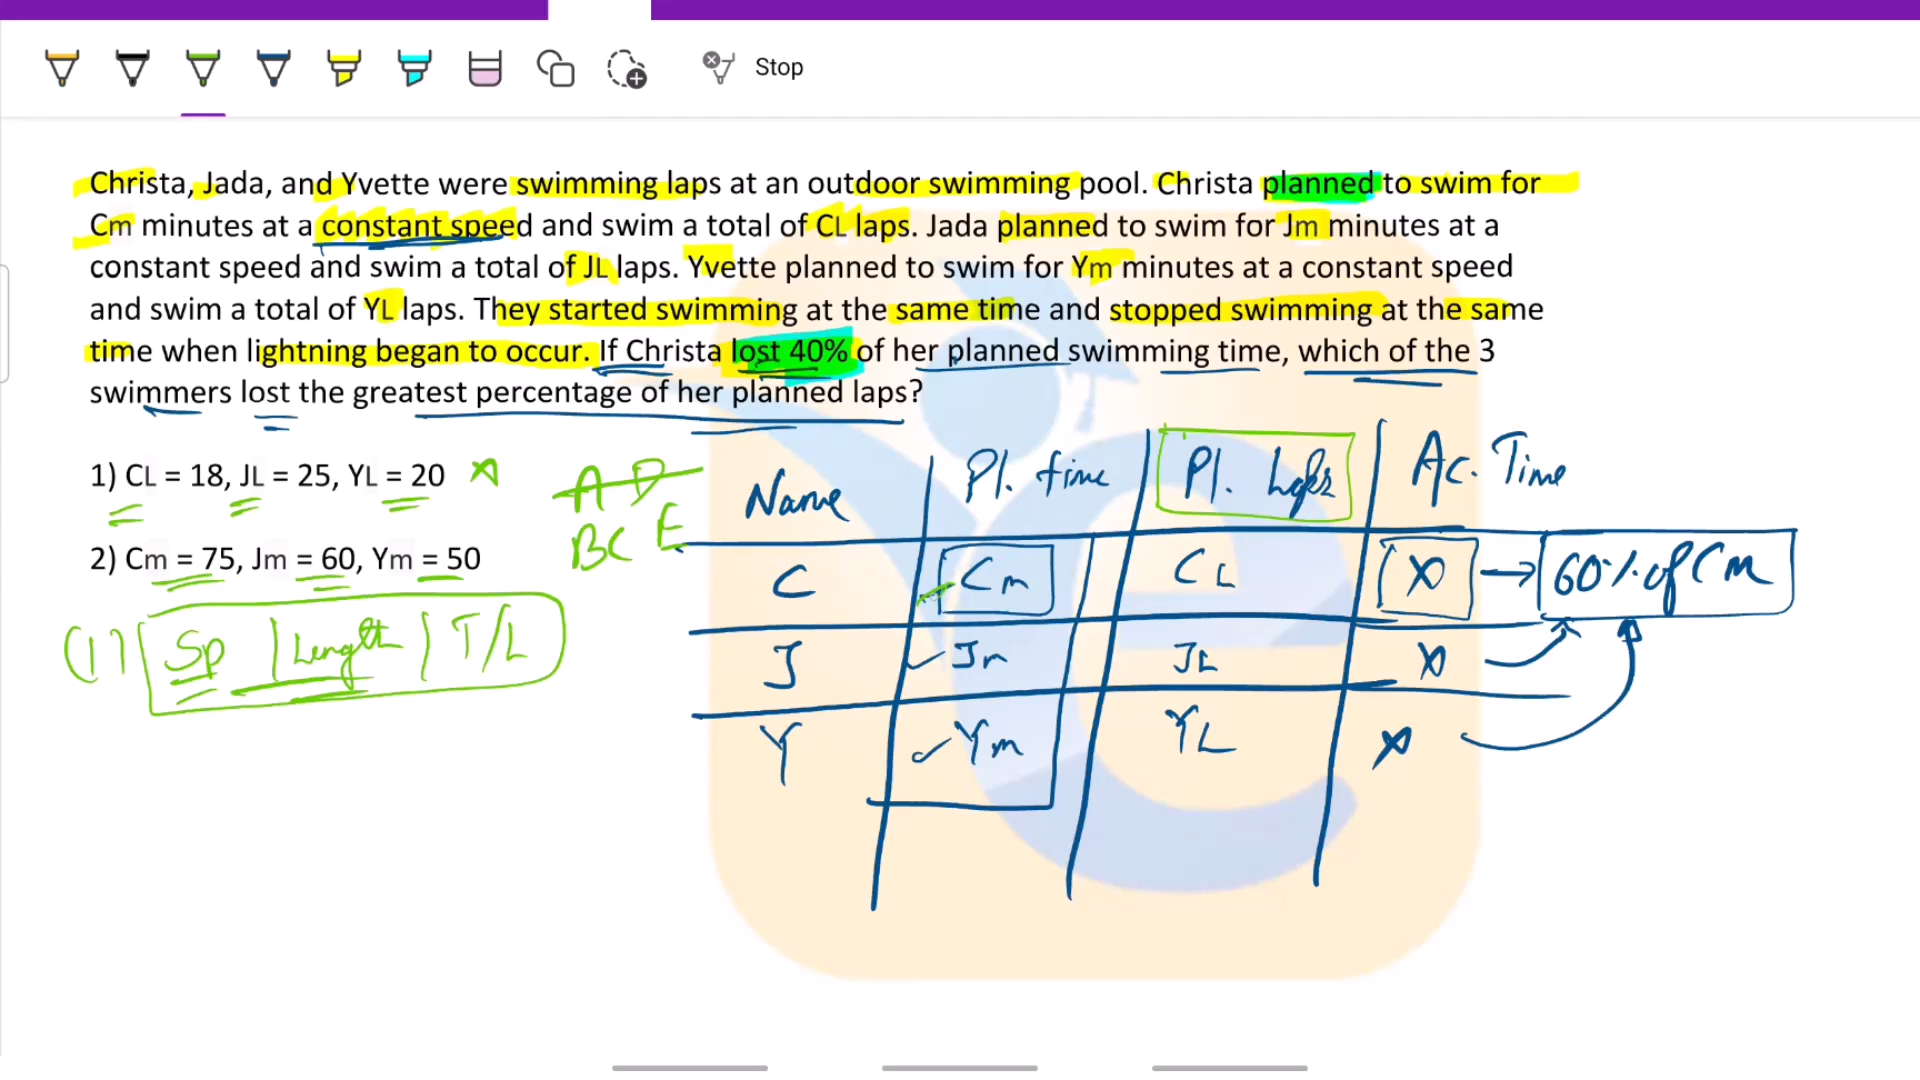 Stop
Christa, Jada, and Yvette were swimming laps at an outdoor swimming pool. Christa planned to swim for
Cm minutes at a constant speed and swim a total of CL laps. Jada planned to swim for Jm minutes at a
constant speed and swim a total of JL laps. Yvette planned to swim for Ym minutes at a constant speed
and swim a total of YL laps. They started swimming at the same time and stopped swimming at the same
time when lightning began to occur. If Christa lost 40% of her planned swimming time, which of the 3
swimmers lost the greatest percentage of her planned laps?
1) CL = 18, JL = 25, YL = 20 X
A D
BC E
2) Cm = 75, Jm = 60, Ym = 50
(1) Sp | Length | T/L
Name Pl. time Pl. Laps Ac. Time
C Cm CL X → 60% of Cm
J Jm JL X
Y Ym YL X